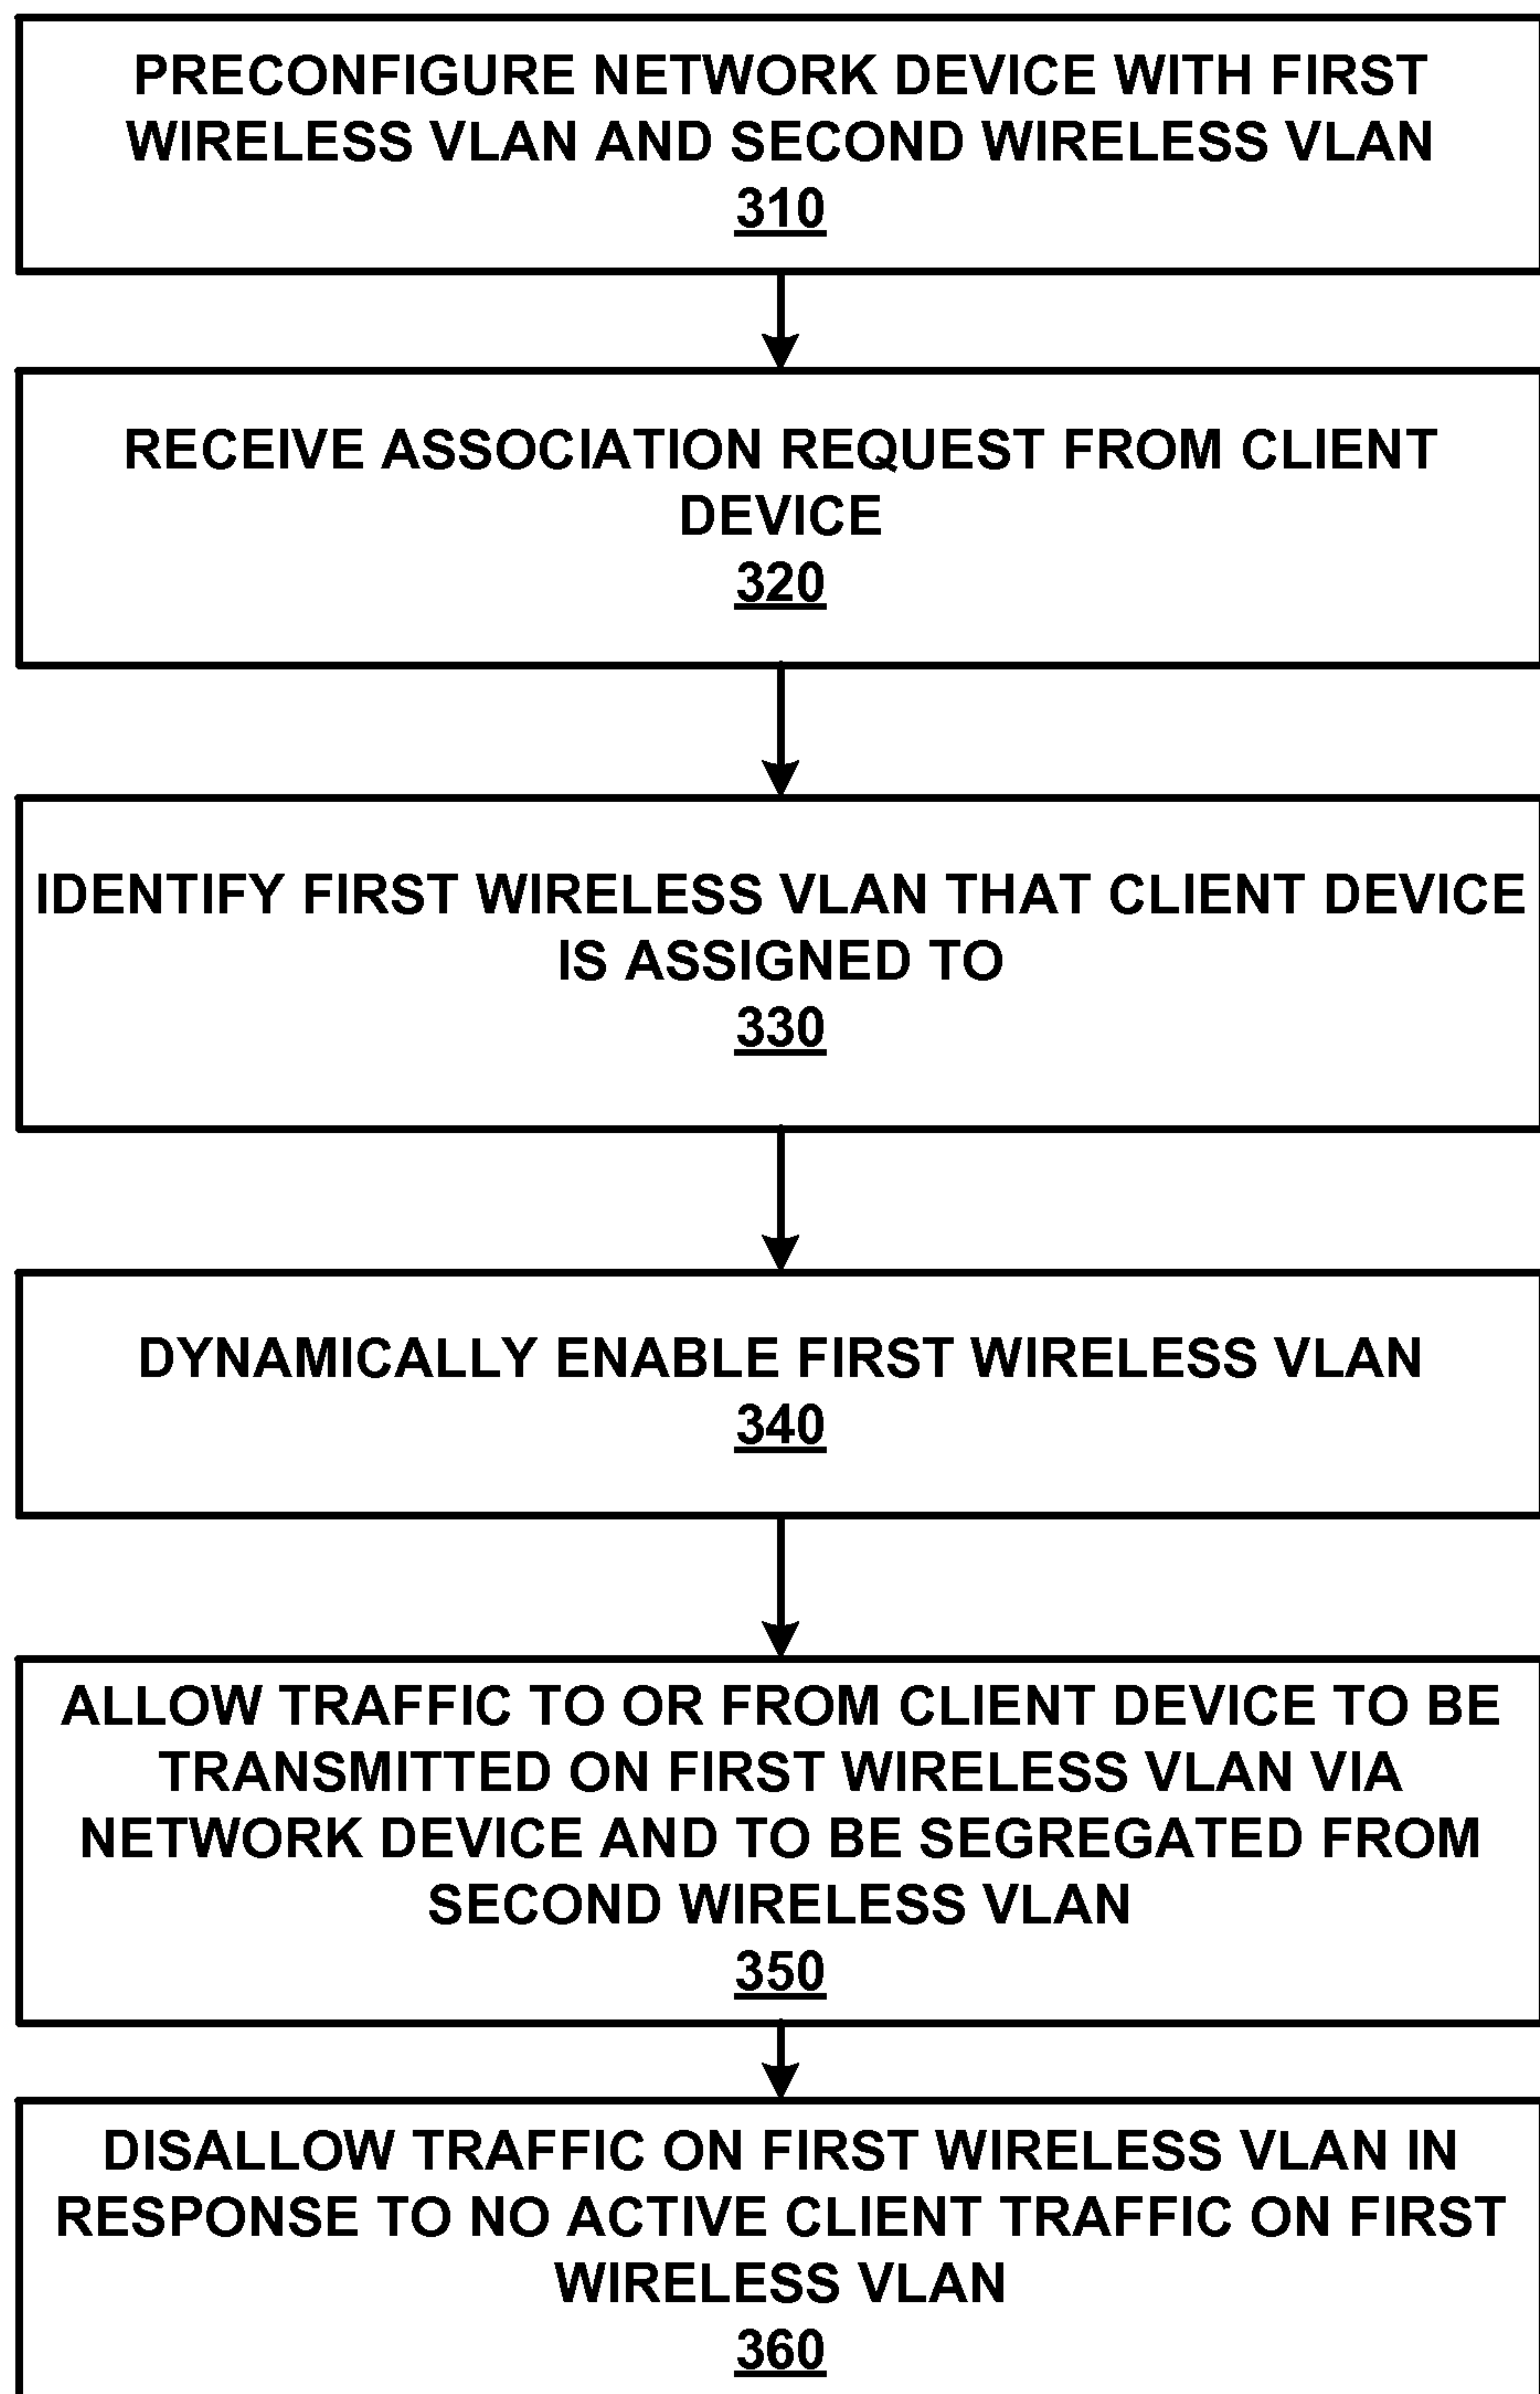 PRECONFIGURE NETWORK DEVICE WITH FIRST
WIRELESS VLAN AND SECOND WIRELESS VLAN
310
RECEIVE ASSOCIATION REQUEST FROM CLIENT
DEVICE
320
IDENTIFY FIRST WIRELESS VLAN THAT CLIENT DEVICE
IS ASSIGNED TO
330
DYNAMICALLY ENABLE FIRST WIRELESS VLAN
340
ALLOW TRAFFIC TO OR FROM CLIENT DEVICE TO BE
TRANSMITTED ON FIRST WIRELESS VLAN VIA
NETWORK DEVICE AND TO BE SEGREGATED FROM
SECOND WIRELESS VLAN
350
DISALLOW TRAFFIC ON FIRST WIRELESS VLAN IN
RESPONSE TO NO ACTIVE CLIENT TRAFFIC ON FIRST
WIRELESS VLAN
360